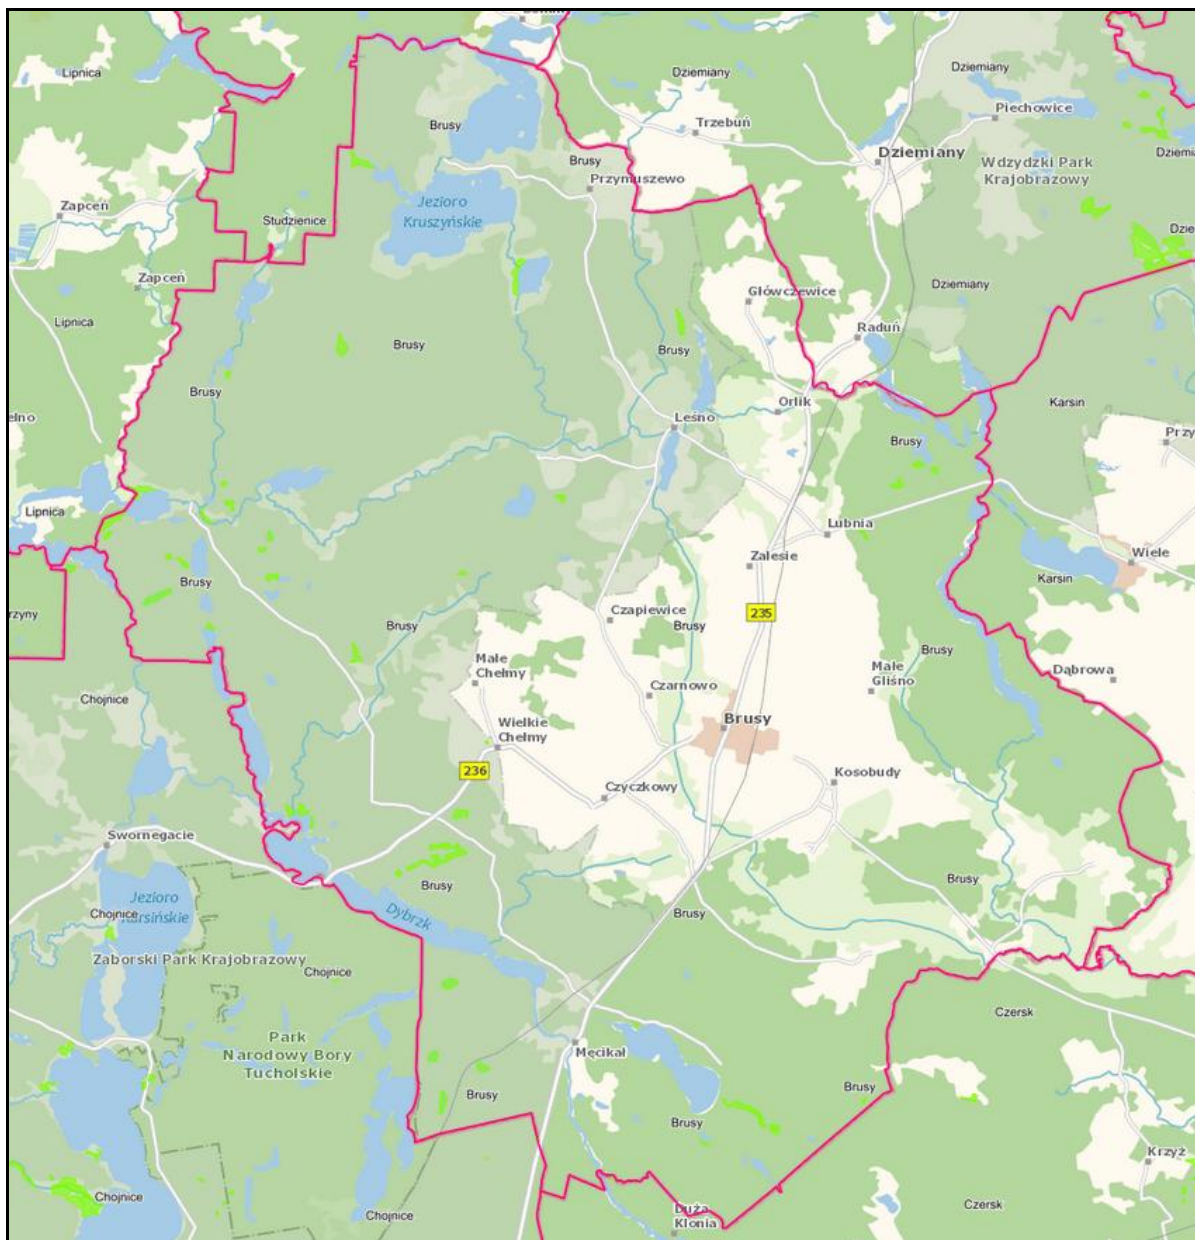 Lipnica
Dziemiany
Dziemiany
Piechowice
Brusy
Trzebuń
Dziemiany
Brusy
Przymuszewo
Wdzydzki Park
Krajobrazowy
Zapceń
Jezioro
Kruszyńskie
Studzienice
Zapceń
Lipnica
Główczewice
Dziemiany
Raduń
Brusy
Brusy
Brusy
Orlik
Karsin
Leśno
Brusy
Lipnica
Lubnia
Zalesie
Wiele
Brusy
Karsin
235
Czapiewice
Brusy
Brusy
Brusy
Małe
Chełmy
Małe
Gliśno
Dąbrowa
Chojnice
Czarnowo
Brusy
Wielkie
Chełmy
236
Kosobudy
Czyczkowy
Swornegacie
Brusy
Brusy
Jezioro
Karsińskie
Chojnice
Dybrzk
Brusy
Zaborski Park Krajobrazowy
Chojnice
Czersk
Park
Narodowy Bory
Tucholskie
Męcikał
Brusy
Brusy
Brusy
Krzyż
Chojnice
Chojnice
Duża
Klonia
Czersk